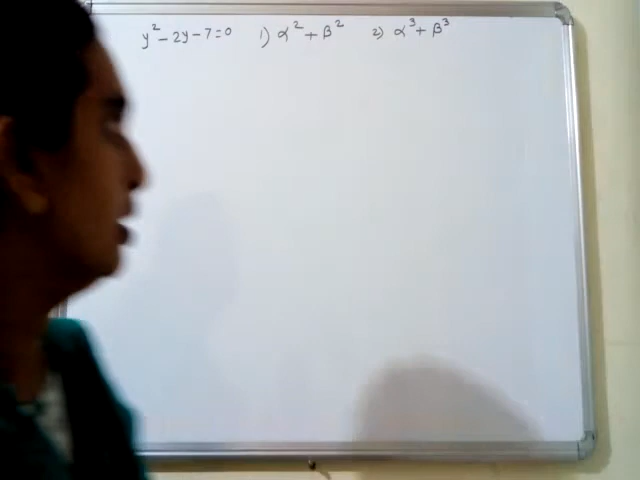 y² - 2y - 7 = 0 1) α² + β² 2) α³ + β³